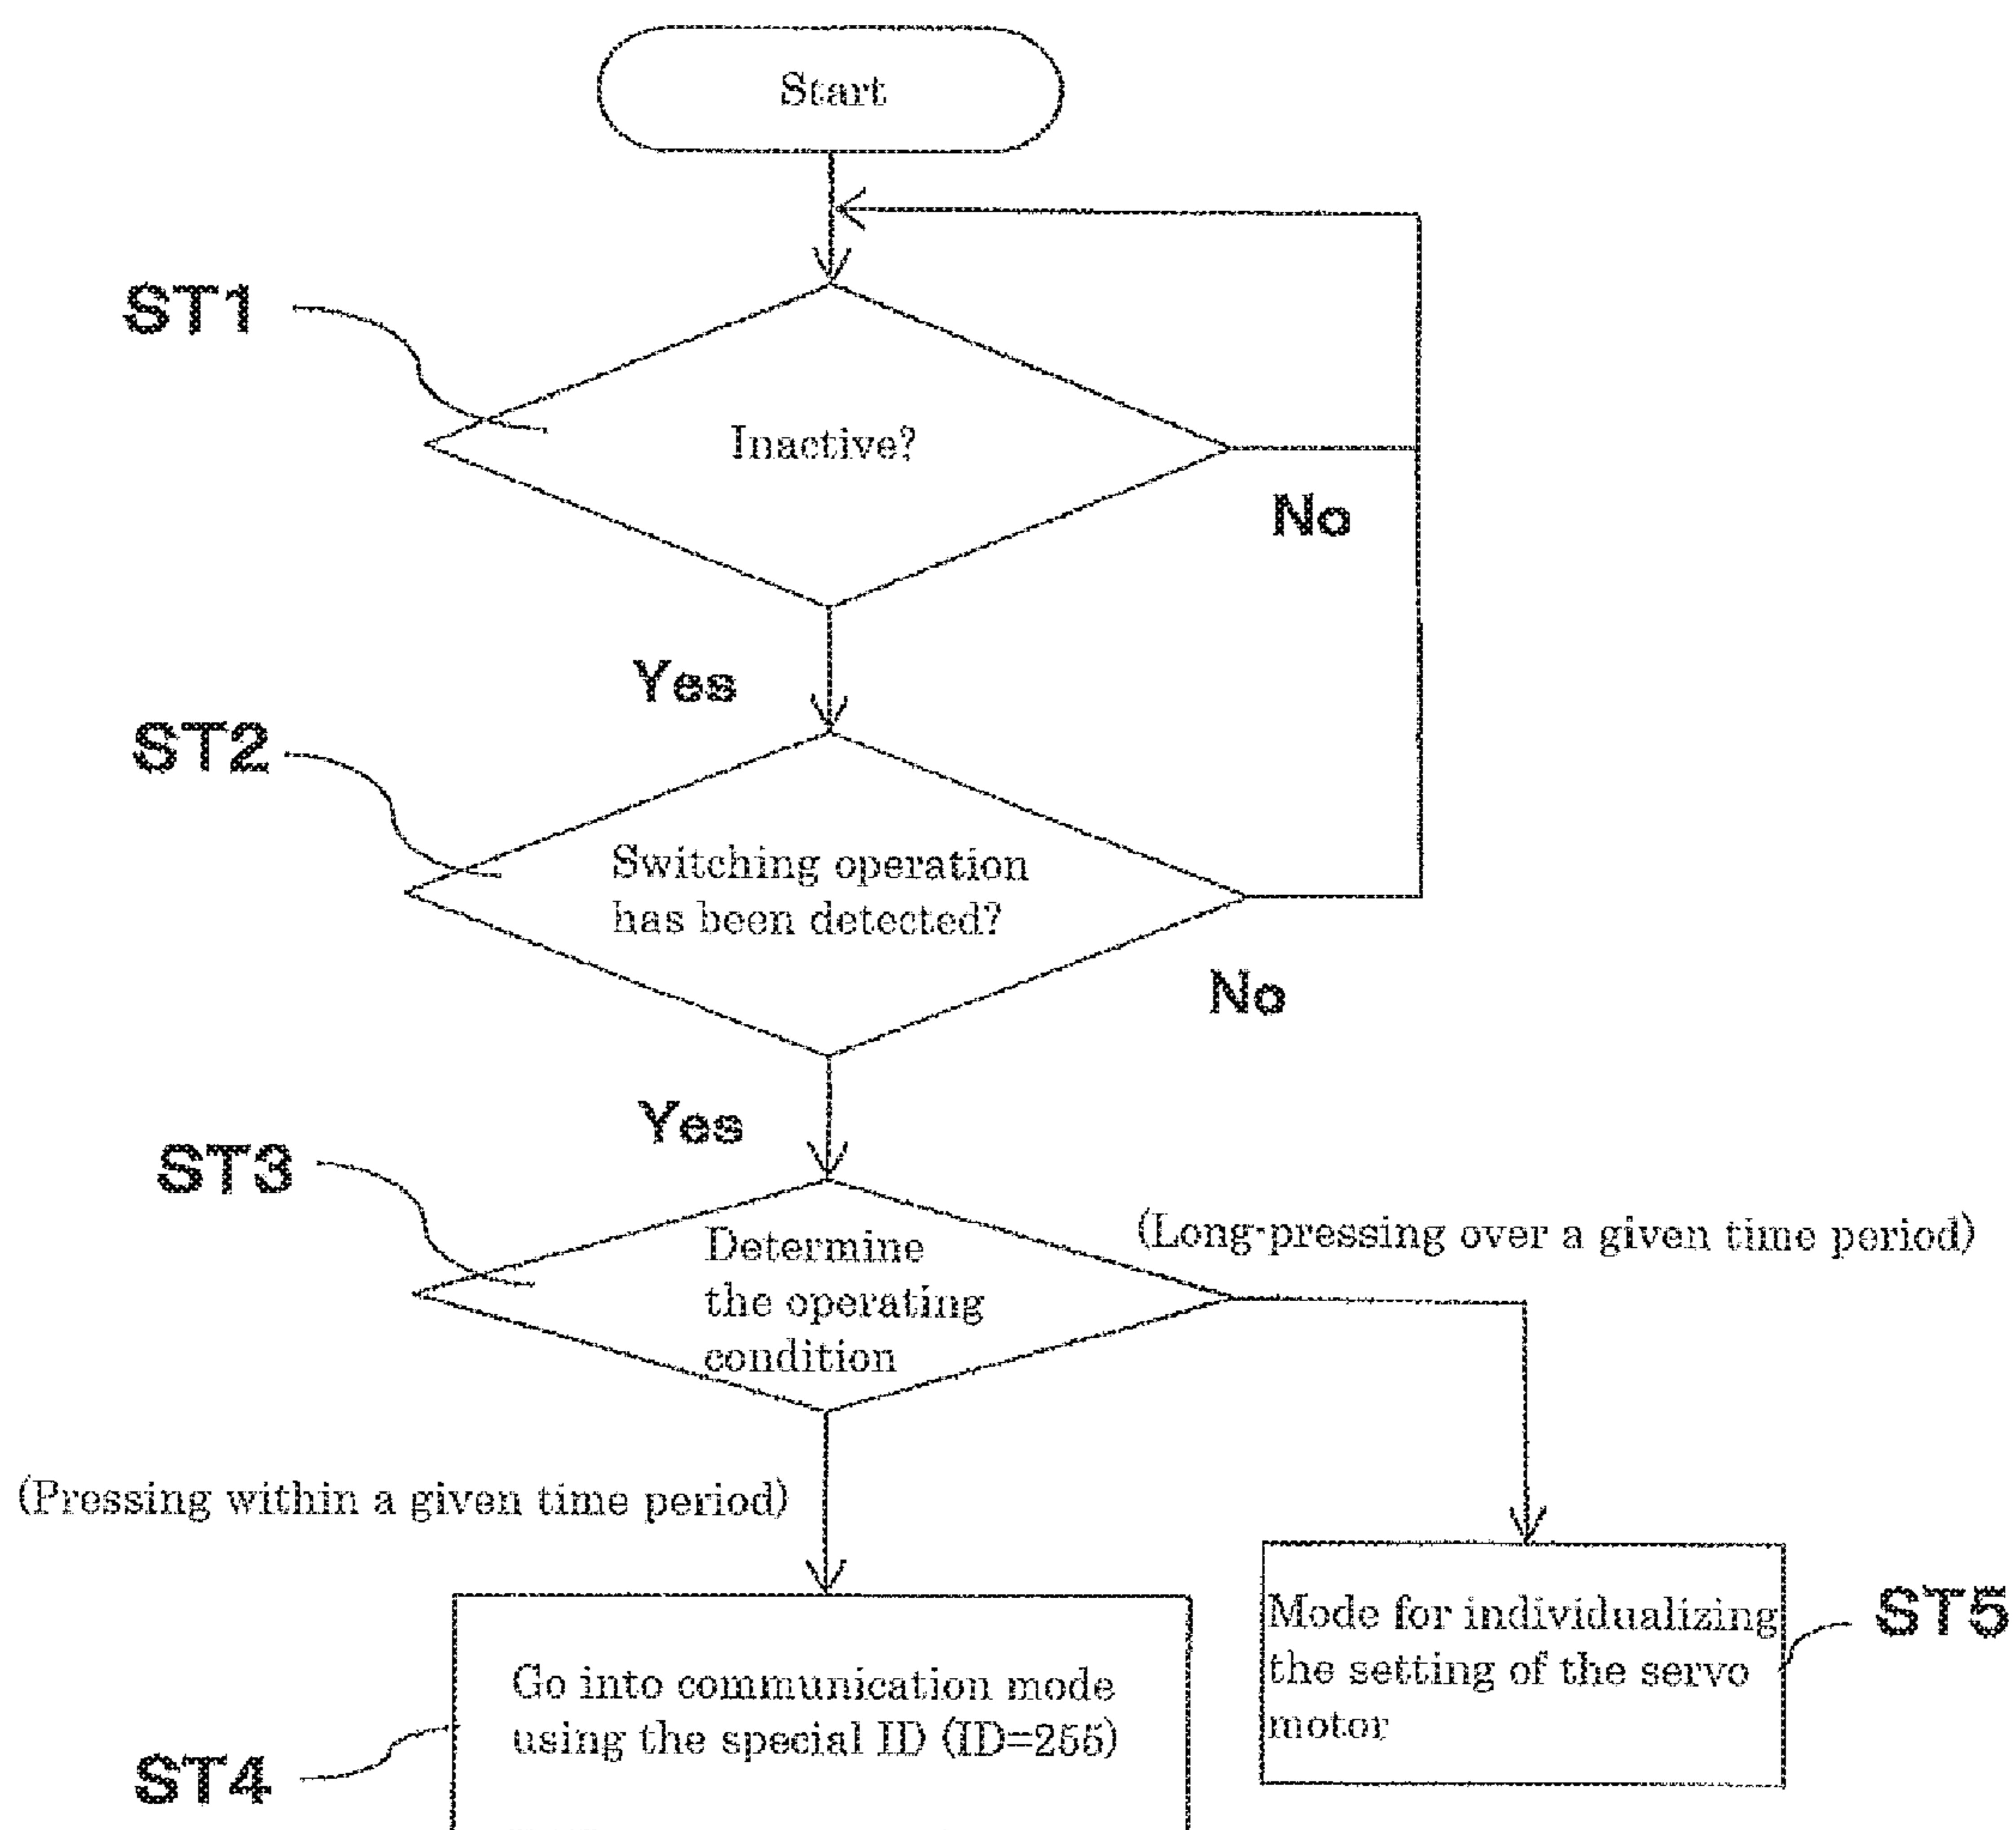 Start
ST1
Inactive?
No
Yes
ST2
Switching operation
has been detected?
No
Yes
ST3
Determine
the operating
condition
(Long-pressing over a given time period)
(Pressing within a given time period)
Mode for individualizing
the setting of the servo
motor
ST5
Go into communication mode
using the special ID (ID=255)
ST4